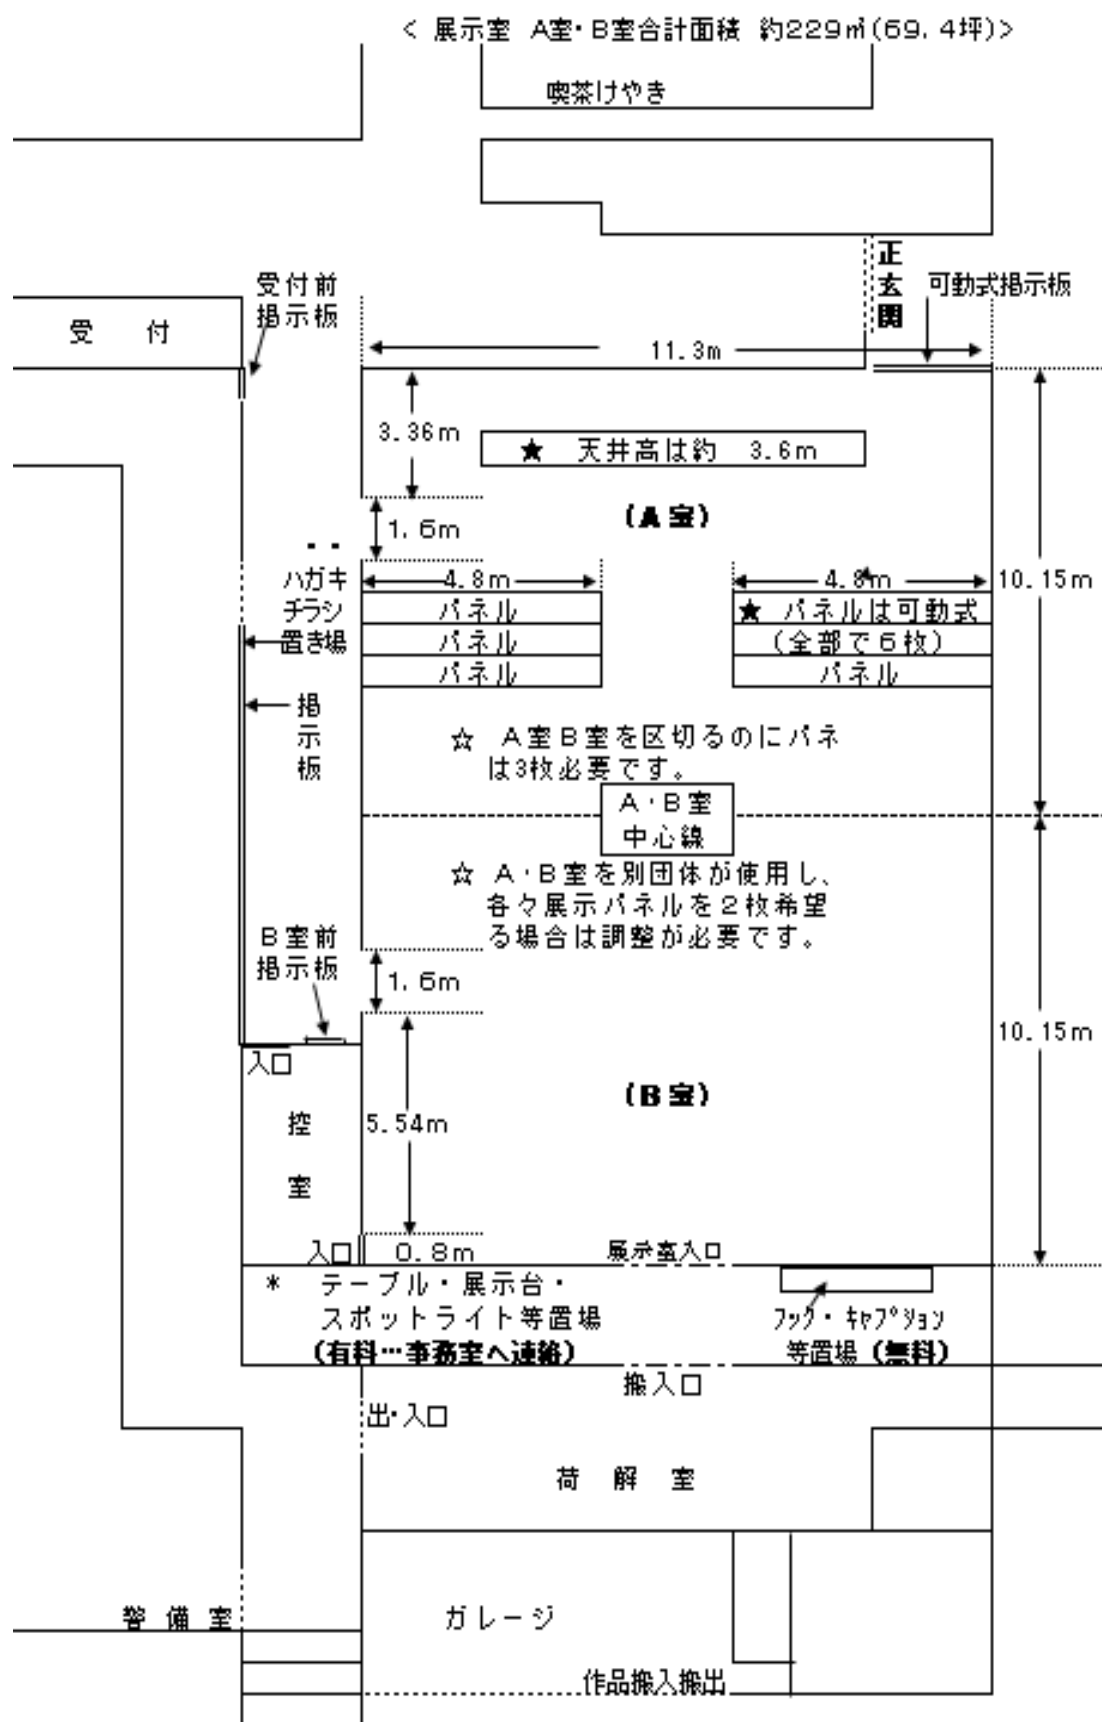 < 展示室 A室・B室合計面積 約229㎡(69.4坪)>
喫茶けやき
正玄関
可動式掲示板
受付前
掲示板
受 付
11.3m
3.36m
★ 天井高は約 3.6m
(A室)
1.6m
ハガキ
チラシ
置き場
4.8m
4.8m
10.15m
パネル
★ パネルは可動式
パネル
(全部で6枚)
パネル
パネル
掲示板
☆ A室B室を区切るのにパネ
は3枚必要です。
A・B室
中心線
☆ A・B室を別団体が使用し、
各々展示パネルを2枚希望
る場合は調整が必要です。
B室前
掲示板
1.6m
10.15m
入口
控室
5.54m
(B室)
入口
0.8m
展示室入口
* テーブル・展示台・
スポットライト等置場
(有料…事務室へ連絡)
フック・キャプション
等置場(無料)
搬入口
出・入口
荷解室
警備室
ガレージ
作品搬入搬出